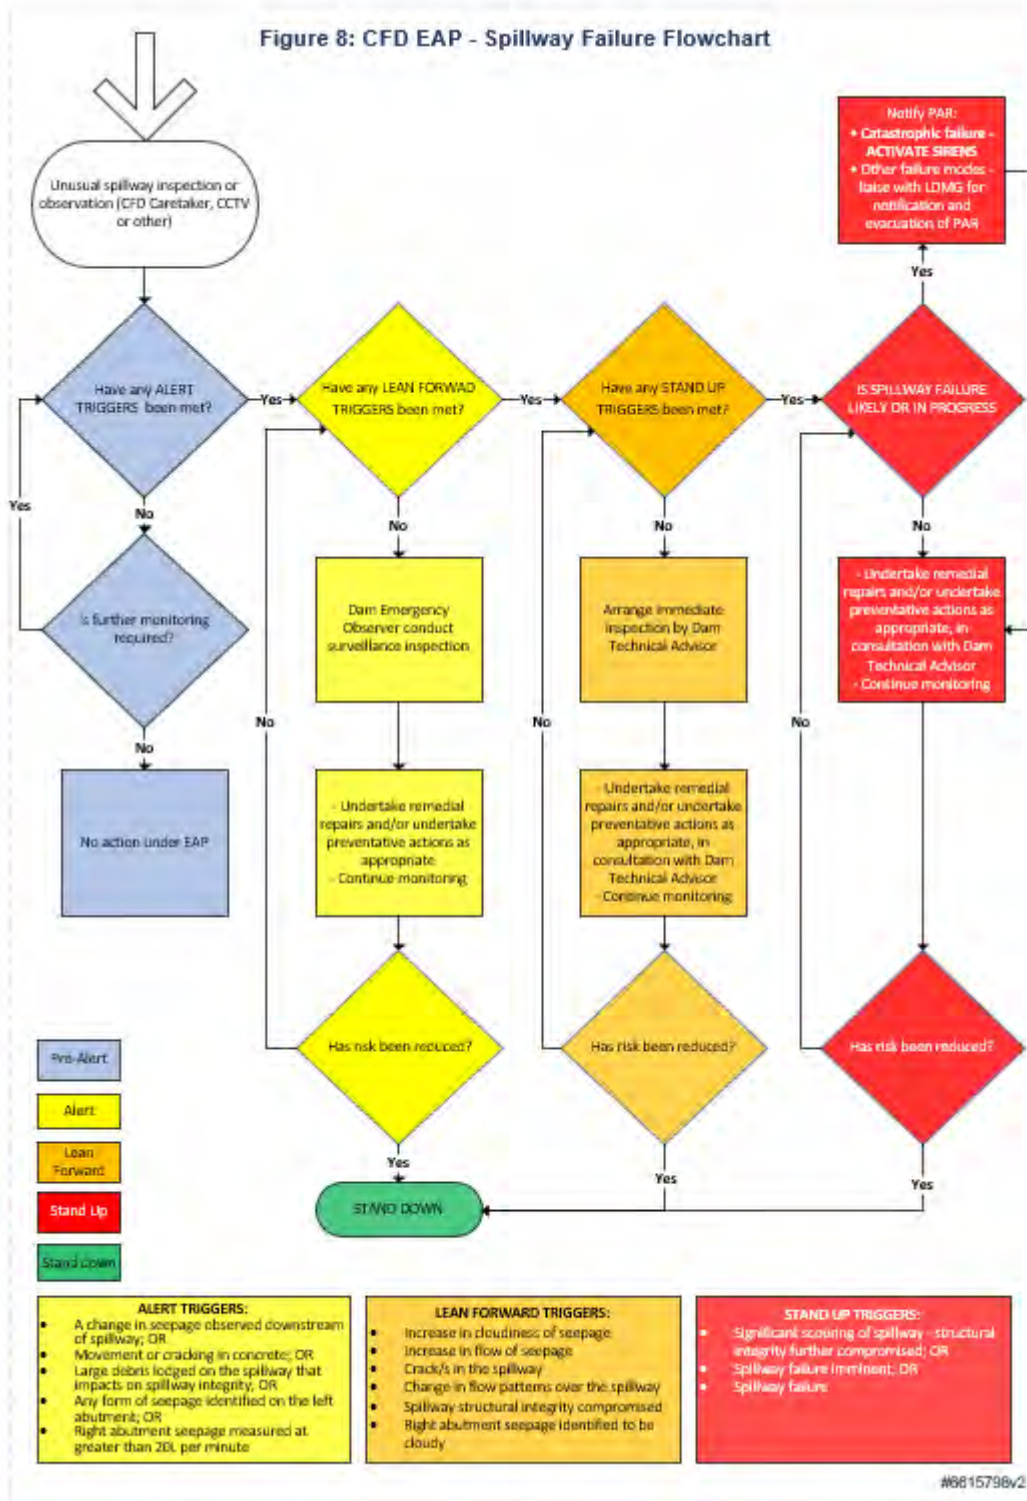 Figure 8: CFD EAP - Spillway Failure Flowchart
Unusual spillway inspection or
observation (CFD Caretaker, CCTV
or other)
Notify PAR:
• Catastrophic failure -
ACTIVATE SIRENS
• Other failure modes -
liaise with LDMG for
notification and
evacuation of PAR
Yes
Have any ALERT
TRIGGERS been met?
Yes
Have any LEAN FORWAD
TRIGGERS been met?
Yes
Have any STAND UP
TRIGGERS been met?
Yes
IS SPILLWAY FAILURE
LIKELY OR IN PROGRESS
Yes
No
No
No
No
Is further monitoring
required?
Dam Emergency
Observer conduct
surveillance inspection
Arrange immediate
inspection by Dam
Technical Advisor
- Undertake remedial
repairs and/or undertake
preventative actions as
appropriate, in
consultation with Dam
Technical Advisor
- Continue monitoring
No
No
No
No
No action under EAP
- Undertake remedial
repairs and/or undertake
preventative actions as
appropriate
- Continue monitoring
- Undertake remedial
repairs and/or undertake
preventative actions as
appropriate, in
consultation with Dam
Technical Advisor
- Continue monitoring
Has risk been reduced?
Has risk been reduced?
Has risk been reduced?
Pre-Alert
Alert
Lean
Forward
Stand Up
Stand Down
Yes
Yes
Yes
STAND DOWN
ALERT TRIGGERS:
• A change in seepage observed downstream
of spillway; OR
• Movement or cracking in concrete; OR
• Large debris lodged on the spillway that
impacts on spillway integrity; OR
• Any form of seepage identified on the left
abutment; OR
• Right abutment seepage measured at
greater than 20L per minute
LEAN FORWARD TRIGGERS:
• Increase in cloudiness of seepage
• Increase in flow of seepage
• Crack/s in the spillway
• Change in flow patterns over the spillway
• Spillway structural integrity compromised
• Right abutment seepage identified to be
cloudy
STAND UP TRIGGERS:
• Significant scouring of spillway - structural
integrity further compromised; OR
• Spillway failure imminent; OR
• Spillway failure
#6615798v2